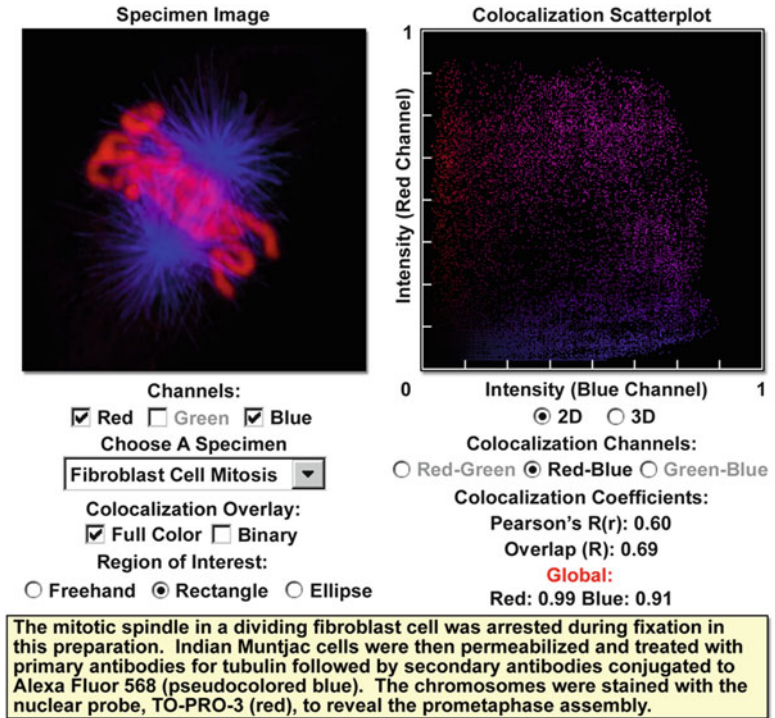 Specimen Image
Colocalization Scatterplot
1
Intensity (Red Channel)
0
Intensity (Blue Channel)
1
Channels:
Red Green Blue
Choose A Specimen
Fibroblast Cell Mitosis
Colocalization Overlay:
Full Color Binary
Region of Interest:
Freehand Rectangle Ellipse
2D 3D
Colocalization Channels:
Red-Green Red-Blue Green-Blue
Colocalization Coefficients:
Pearson's R(r): 0.60
Overlap (R): 0.69
Global:
Red: 0.99 Blue: 0.91
The mitotic spindle in a dividing fibroblast cell was arrested during fixation in
this preparation. Indian Muntjac cells were then permeabilized and treated with
primary antibodies for tubulin followed by secondary antibodies conjugated to
Alexa Fluor 568 (pseudocolored blue). The chromosomes were stained with the
nuclear probe, TO-PRO-3 (red), to reveal the prometaphase assembly.